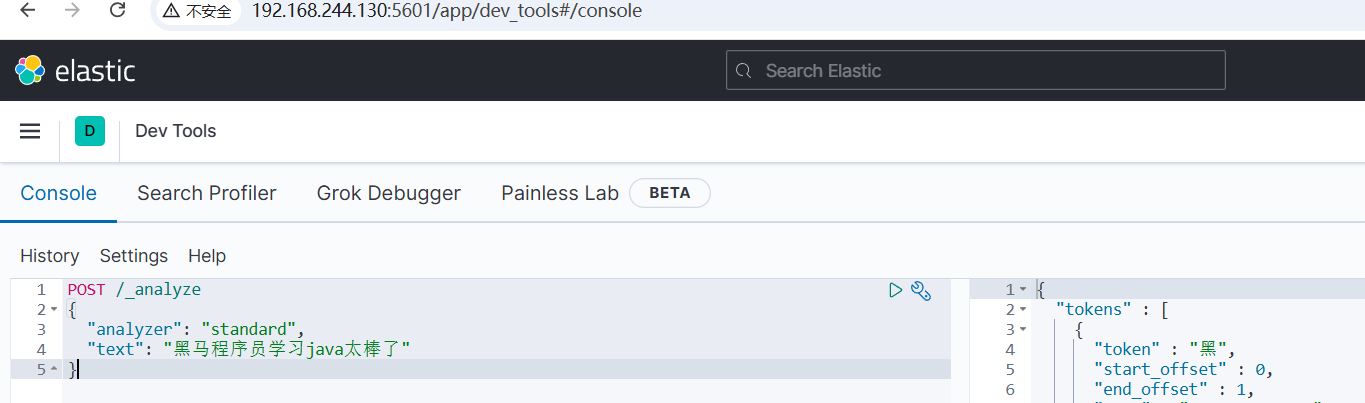 不安全 192.168.244.130:5601/app/dev_tools#/console
elastic Search Elastic
D Dev Tools
Console Search Profiler Grok Debugger Painless Lab BETA
History Settings Help
1 POST /_analyze
2 {
3 "analyzer": "standard",
4 "text": "黑马程序员学习java太棒了"
5 }
1 {
2 "tokens" : [
3 {
4 "token" : "黑",
5 "start_offset" : 0,
6 "end_offset" : 1,